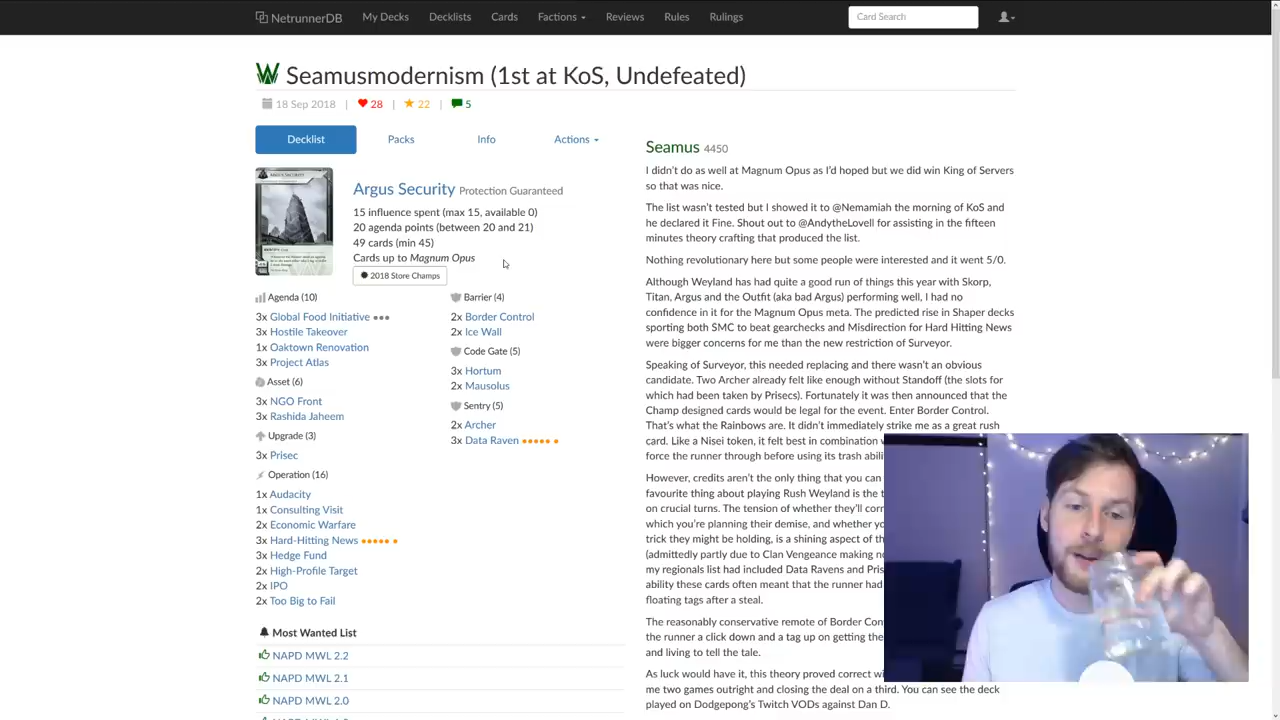 NetrunnerDB My Decks Decklists Cards Factions Reviews Rules Rulings Card Search
Seamusmodernism (1st at KoS, Undefeated)
18 Sep 2018 | 28 | 22 | 5
Decklist Packs Info Actions
Argus Security Protection Guaranteed
15 influence spent (max 15, available 0)
20 agenda points (between 20 and 21)
49 cards (min 45)
Cards up to Magnum Opus
2018 Store Champs
Agenda (10)
3x Global Food Initiative
3x Hostile Takeover
1x Oaktown Renovation
3x Project Atlas
Asset (6)
3x NGO Front
3x Rashida Jaheem
Upgrade (3)
3x Prisec
Operation (16)
1x Audacity
1x Consulting Visit
2x Economic Warfare
3x Hard-Hitting News
3x Hedge Fund
2x High-Profile Target
2x IPO
2x Too Big to Fail
Barrier (4)
2x Border Control
2x Ice Wall
Code Gate (5)
3x Hortum
2x Mausolus
Sentry (5)
2x Archer
3x Data Raven
Most Wanted List
NAPD MWL 2.2
NAPD MWL 2.1
NAPD MWL 2.0
Seamus 4450
I didn't do as well at Magnum Opus as I'd hoped but we did win King of Servers
so that was nice.
The list wasn't tested but I showed it to @Nemamiah the morning of KoS and
he declared it Fine. Shout out to @AndytheLovell for assisting in the fifteen
minutes theory crafting that produced the list.
Nothing revolutionary here but some people were interested and it went 5/0.
Although Weyland has had quite a good run of things this year with Skorp,
Titan, Argus and the Outfit (aka bad Argus) performing well, I had no
confidence in it for the Magnum Opus meta. The predicted rise in Shaper decks
sporting both SMC to beat gearchecks and Misdirection for Hard Hitting News
were bigger concerns for me than the new restriction of Surveyor.
Speaking of Surveyor, this needed replacing and there wasn't an obvious
candidate. Two Archer already felt like enough without Standoff (the slots for
which had been taken by Prisecs). Fortunately it was then announced that the
Champ designed cards would be legal for the event. Enter Border Control.
That's what the Rainbows are. It didn't immediately strike me as a great rush
card. Like a Nisei token, it felt best in combination
force the runner through before using its trash
However, credits aren't the only thing that you can
favourite thing about playing Rush Weyland is the
on crucial turns. The tension of whether they'll
which you're planning their demise, and whether
trick they might be holding, is a shining aspect of
(admittedly partly due to Clan Vengeance making
my regionals list had included Data Ravens and
ability these cards often meant that the runner had
floating tags after a steal.
The reasonably conservative remote of Border
the runner a click down and a tag up on getting
and living to tell the tale.
As luck would have it, this theory proved correct
me two games outright and closing the deal on a third. You can see the deck
played on Dodgepong's Twitch VODs against Dan D.